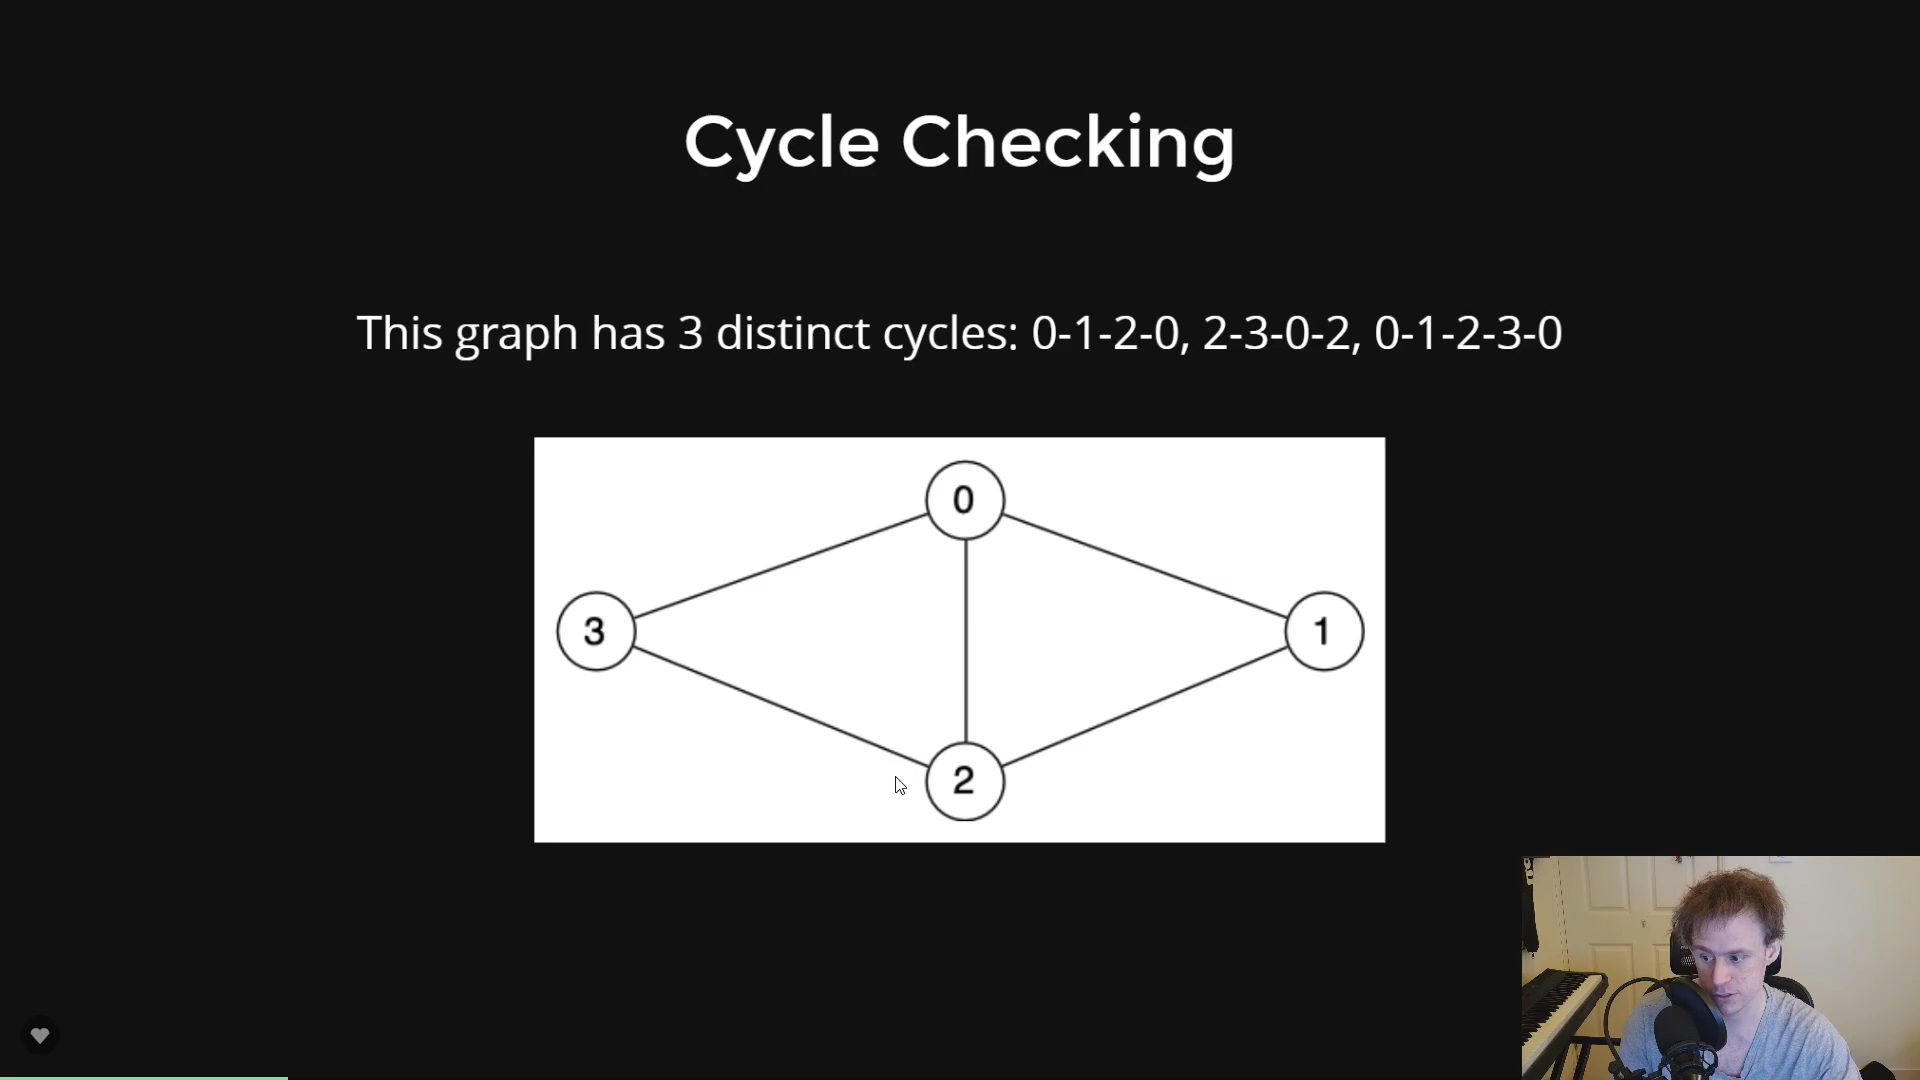 Cycle Checking
This graph has 3 distinct cycles: 0-1-2-0, 2-3-0-2, 0-1-2-3-0
0
3
1
2